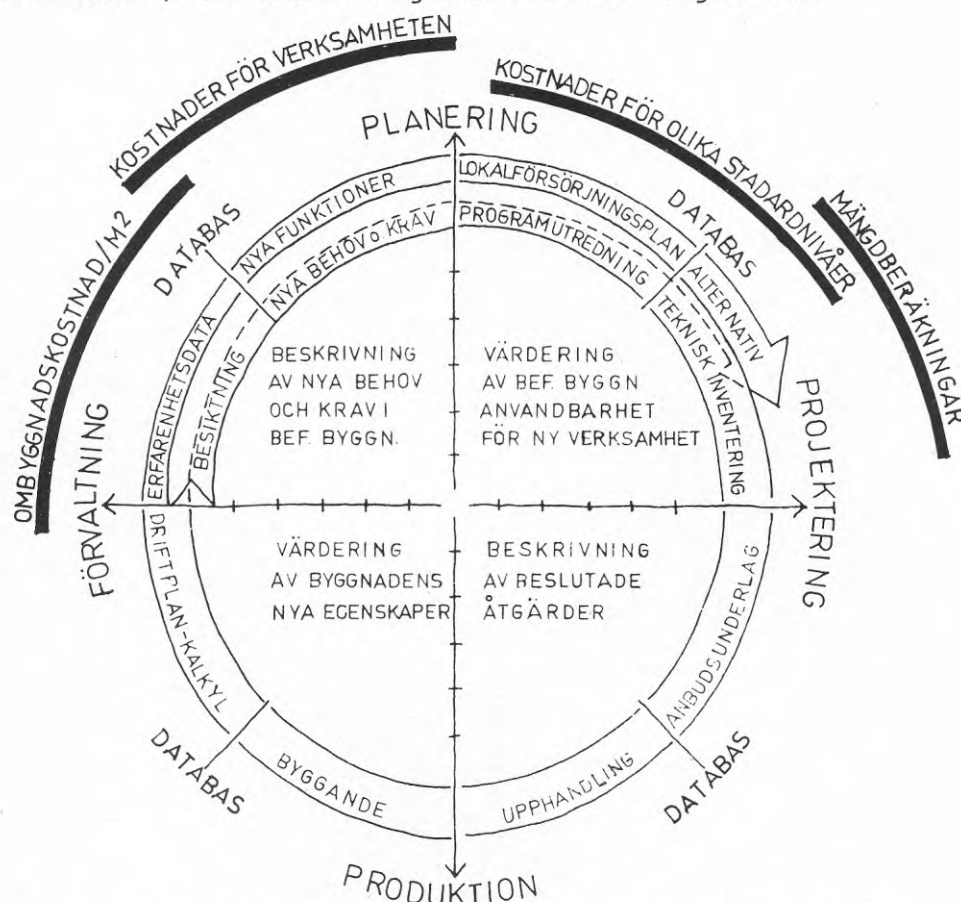 KOSTNADER FÖR VERKSAMHETEN
KOSTNADER FÖR OLIKA STADARDNIVÅER
MÄNGDBERÄKNINGAR
OMBYGGNADSKOSTNAD/M2
PLANERING
DATABAS
DATABAS
NYA FUNKTIONER
LOKALFÖRSÖRJNINGSPLAN
ALTERNATIV
NYA BEHOV o KRAV
PROGRAMUTREDNING
TEKNISK INVENTERING
ERFARENHETSDATA
BESIKTNING
BESKRIVNING
AV NYA BEHOV
OCH KRAV I
BEF. BYGGN.
VÄRDERING
AV BEF. BYGGN
ANVANDBARHET
FÖR NY VERKSAMHET
FÖRVALTNING
PROJEKTERING
VÄRDERING
AV BYGGNADENS
NYA EGENSKAPER
BESKRIVNING
AV BESLUTADE
ÅTGÄRDER
DRIFTPLAN-KALKYL
BYGGANDE
UPPHANDLING
ANBUDSUNDERLAG
DATABAS
DATABAS
PRODUKTION